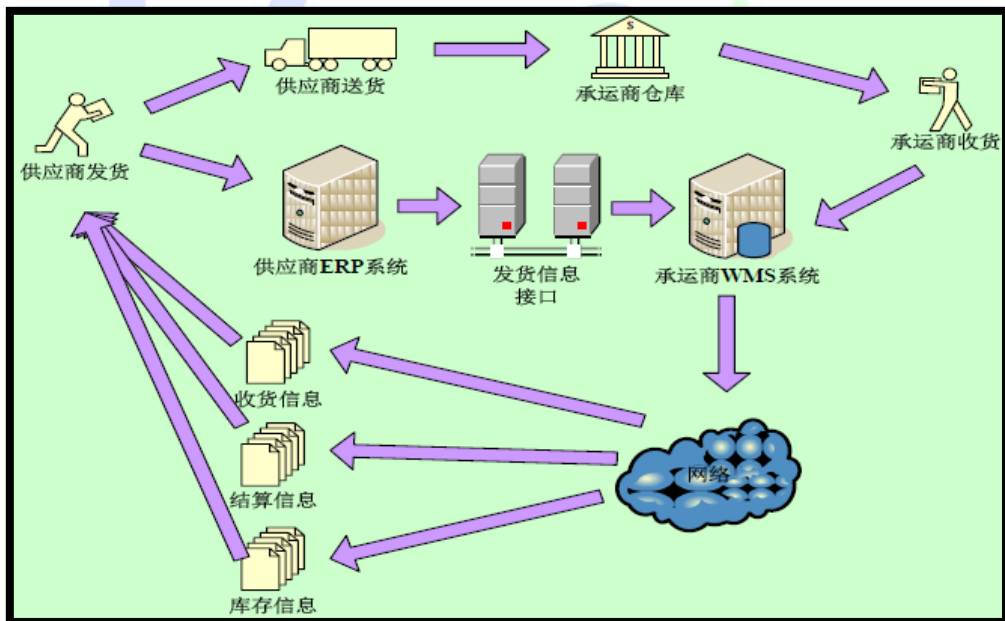 供应商送货
$
承运商仓库
供应商发货
承运商收货
供应商ERP系统
发货信息
接口
承运商WMS系统
收货信息
网络
结算信息
库存信息